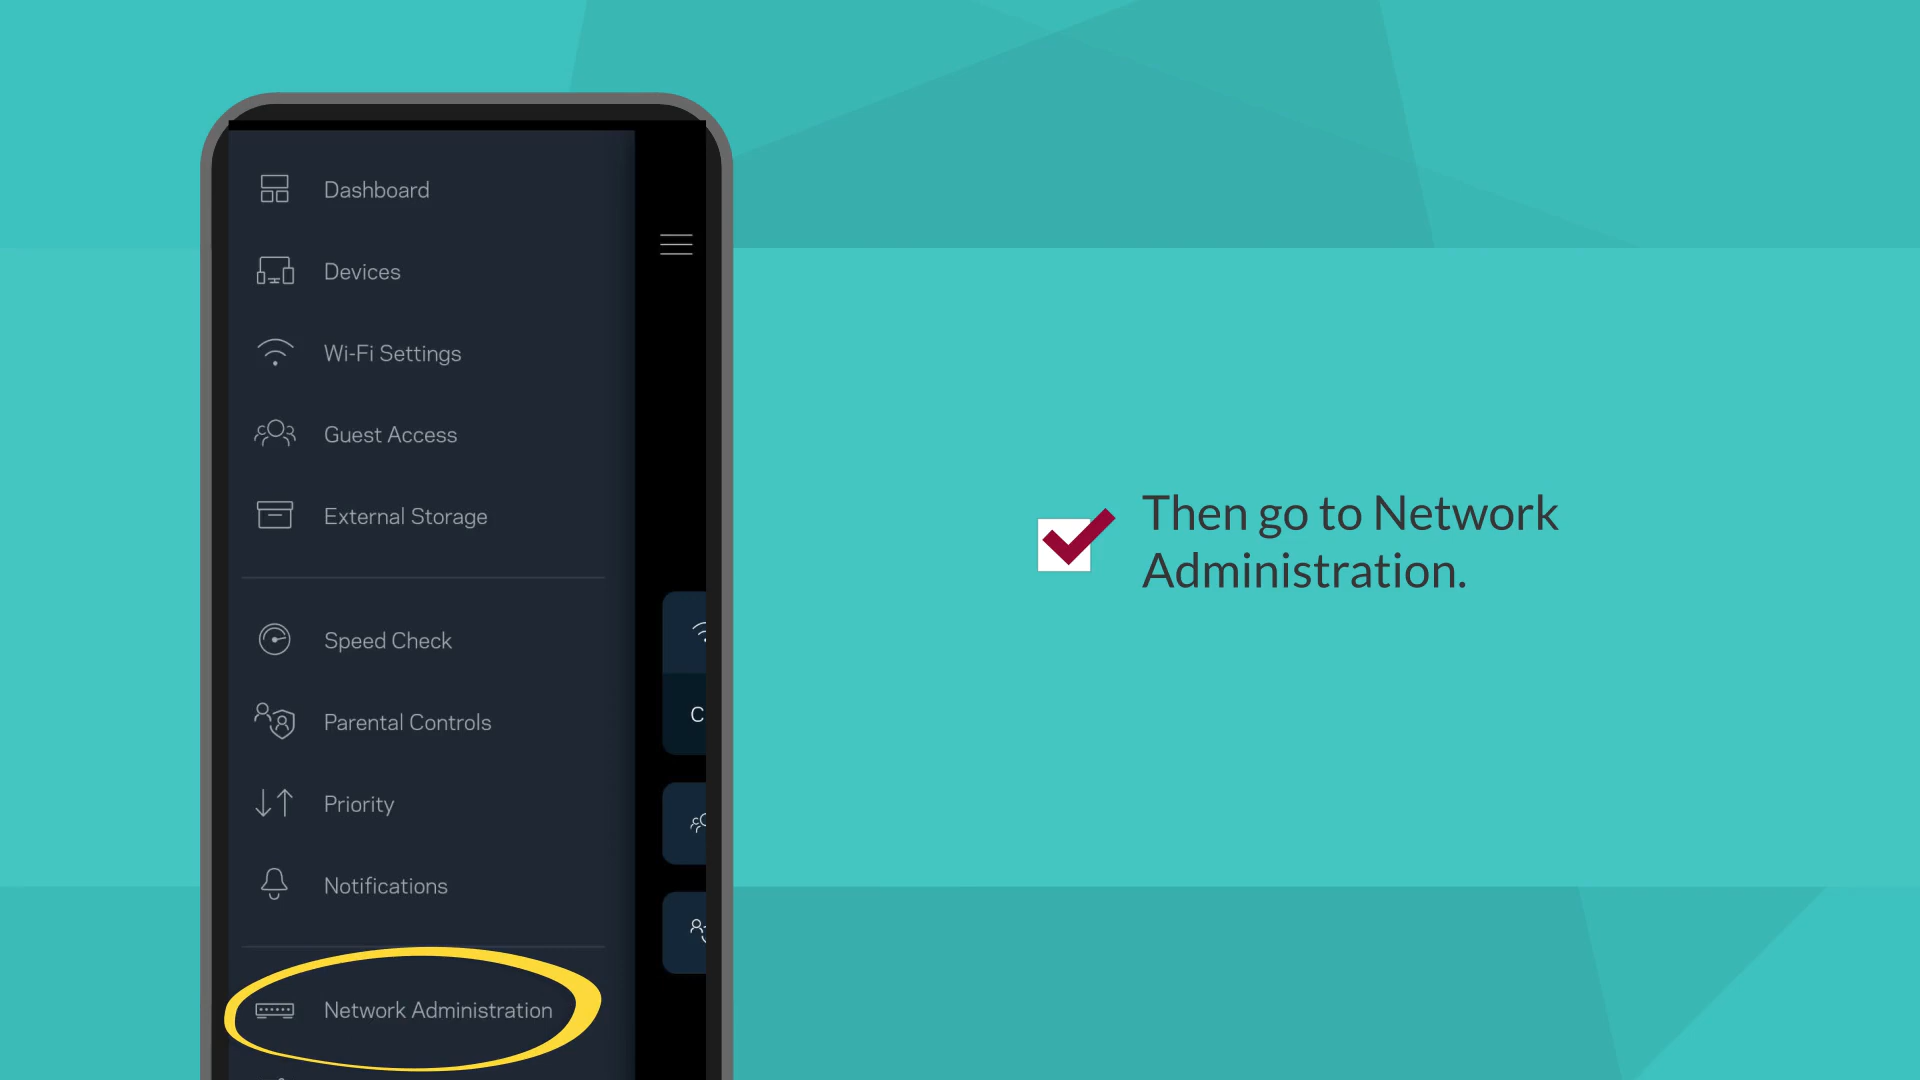 Dashboard
Devices
Wi-Fi Settings
Guest Access
External Storage
Speed Check
Parental Controls
Priority
Notifications
Network Administration
C
Then go to Network
Administration.